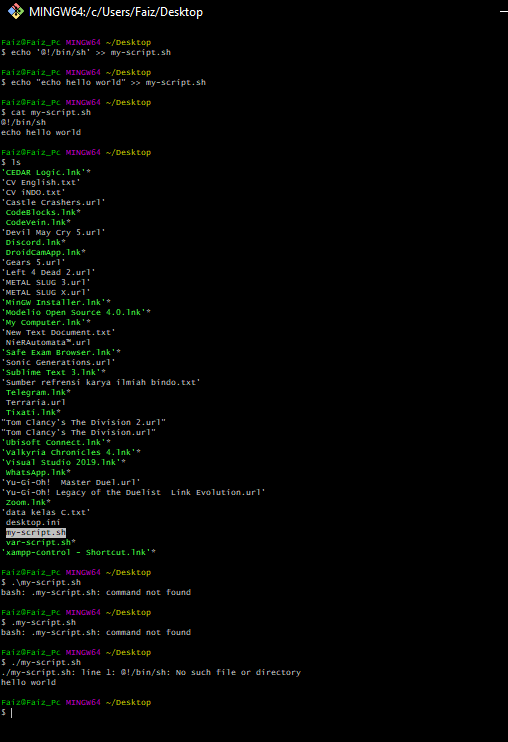 MINGW64:/c/Users/Faiz/Desktop
Faiz@Faiz_Pc MINGW64 ~/Desktop
$ echo '@!/bin/sh' >> my-script.sh
Faiz@Faiz_Pc MINGW64 ~/Desktop
$ echo "echo hello world" >> my-script.sh
Faiz@Faiz_Pc MINGW64 ~/Desktop
$ cat my-script.sh
@!/bin/sh
echo hello world
Faiz@Faiz_Pc MINGW64 ~/Desktop
$ ls
'CEDAR Logic.lnk'*
'CV English.txt'
'CV iNDO.txt'
'Castle Crashers.url'
CodeBlocks.lnk*
CodeVein.lnk*
'Devil May Cry 5.url'
Discord.lnk*
DroidCamApp.lnk*
'Gears 5.url'
'Left 4 Dead 2.url'
'METAL SLUG 3.url'
'METAL SLUG X.url'
'MinGW Installer.lnk'*
'Modelio Open Source 4.0.lnk'*
'My Computer.lnk'*
'New Text Document.txt'
NieRAutomata™.url
'Safe Exam Browser.lnk'*
'Sonic Generations.url'
'Sublime Text 3.lnk'*
'Sumber refrensi karya ilmiah bindo.txt'
Telegram.lnk*
Terraria.url
Tixati.lnk*
"Tom Clancy's The Division 2.url"
"Tom Clancy's The Division.url"
'Ubisoft Connect.lnk'*
'Valkyria Chronicles 4.lnk'*
'Visual Studio 2019.lnk'*
WhatsApp.lnk*
'Yu-Gi-Oh!  Master Duel.url'
'Yu-Gi-Oh! Legacy of the Duelist  Link Evolution.url'
Zoom.lnk*
'data kelas C.txt'
desktop.ini
my-script.sh
var-script.sh*
'xampp-control - Shortcut.lnk'*
Faiz@Faiz_Pc MINGW64 ~/Desktop
$ .\my-script.sh
bash: .my-script.sh: command not found
Faiz@Faiz_Pc MINGW64 ~/Desktop
$ .my-script.sh
bash: .my-script.sh: command not found
Faiz@Faiz_Pc MINGW64 ~/Desktop
$ ./my-script.sh
./my-script.sh: line 1: @!/bin/sh: No such file or directory
hello world
Faiz@Faiz_Pc MINGW64 ~/Desktop
$